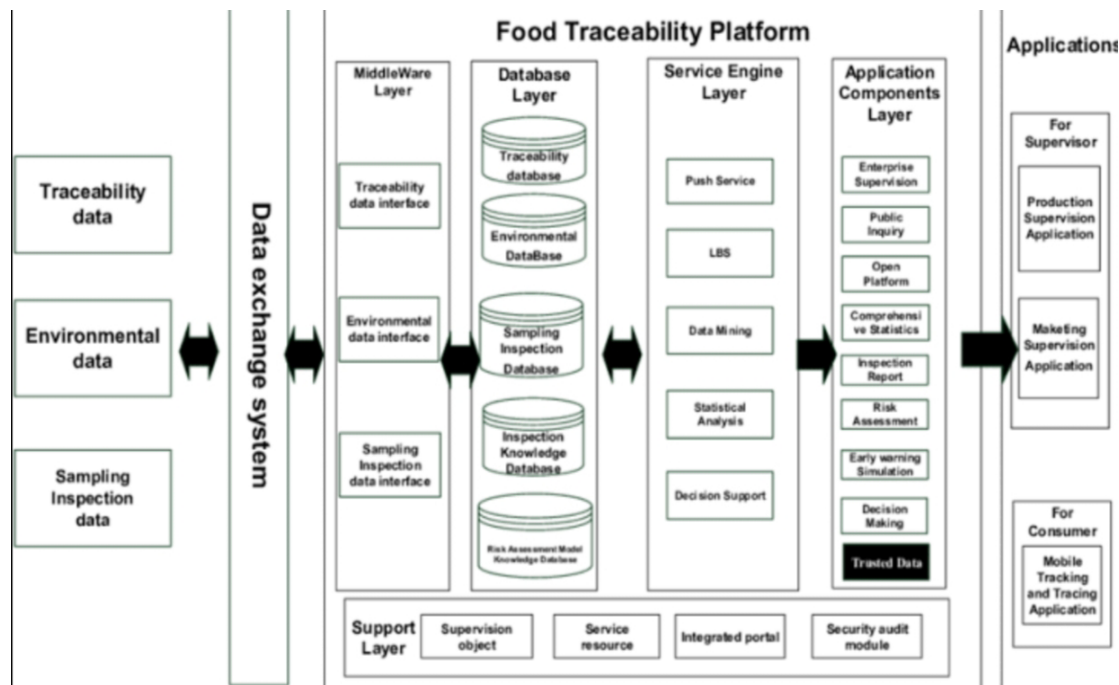 Food Traceability Platform
Applications
Traceability
data
Environmental
data
Sampling
Inspection
data
Data exchange system
MiddleWare
Layer
Traceability
data interface
Environmental
data interface
Sampling
Inspection
data interface
Database
Layer
Traceability
database
Environmental
DataBase
Sampling
Inspection
Database
Inspection
Knowledge
Database
Risk Assessment Model
Knowledge Database
Service Engine
Layer
Push Service
LBS
Data Mining
Statistical
Analysis
Decision Support
Application
Components
Layer
Enterprise
Supervision
Public
Inquiry
Open
Platform
Comprehensi
ve Statistics
Inspection
Report
Risk
Assessment
Early warning
Simulation
Decision
Making
Trusted Data
Support
Layer
Supervision
object
Service
resource
Integrated portal
Security audit
module
For
Supervisor
Production
Supervision
Application
Maketing
Supervision
Application
For
Consumer
Mobile
Tracking
and Tracing
Application